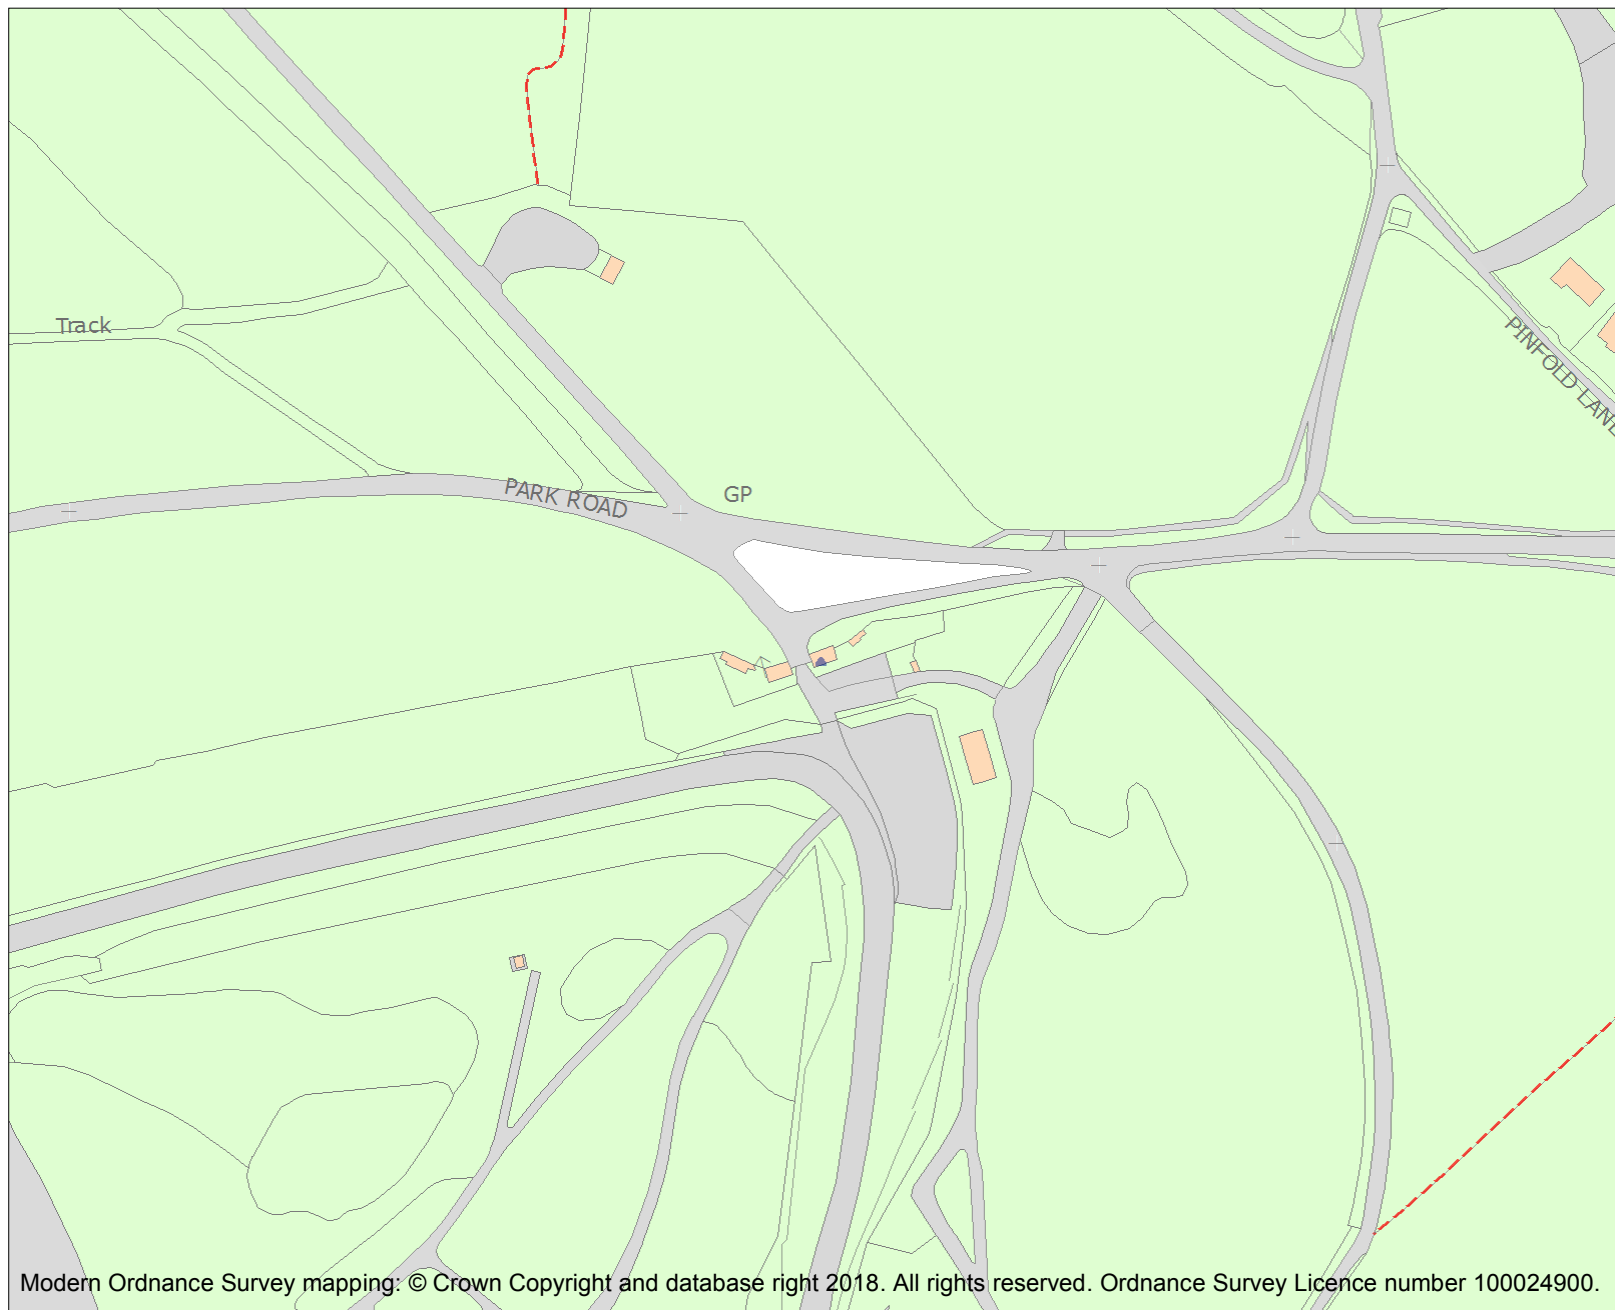 Track
PINFOLD LANE
PARK ROAD
GP
Modern Ordnance Survey mapping: © Crown Copyright and database right 2018. All rights reserved. Ordnance Survey Licence number 100024900.